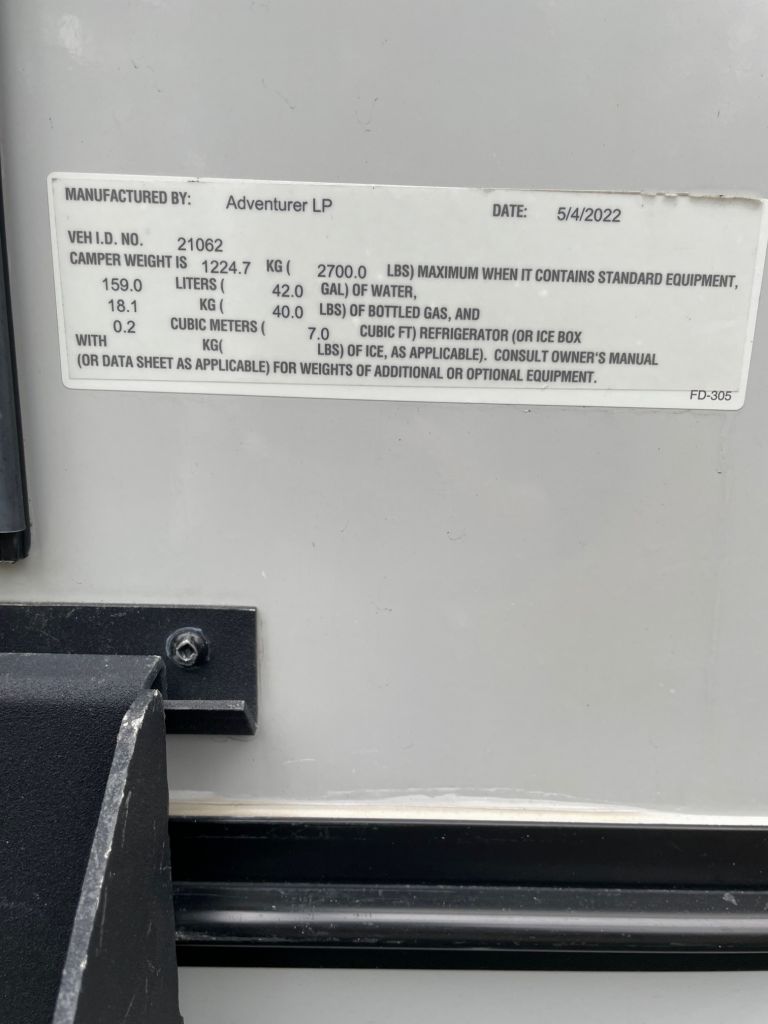 MANUFACTURED BY: Adventurer LP DATE: 5/4/2022
VEH I.D. NO. 21062
CAMPER WEIGHT IS 1224.7 KG ( 2700.0 LBS) MAXIMUM WHEN IT CONTAINS STANDARD EQUIPMENT,
159.0 LITERS ( 42.0 GAL) OF WATER,
18.1 KG ( 40.0 LBS) OF BOTTLED GAS, AND
0.2 CUBIC METERS ( 7.0 CUBIC FT) REFRIGERATOR (OR ICE BOX
WITH KG( LBS) OF ICE, AS APPLICABLE). CONSULT OWNER'S MANUAL
(OR DATA SHEET AS APPLICABLE) FOR WEIGHTS OF ADDITIONAL OR OPTIONAL EQUIPMENT.
FD-305